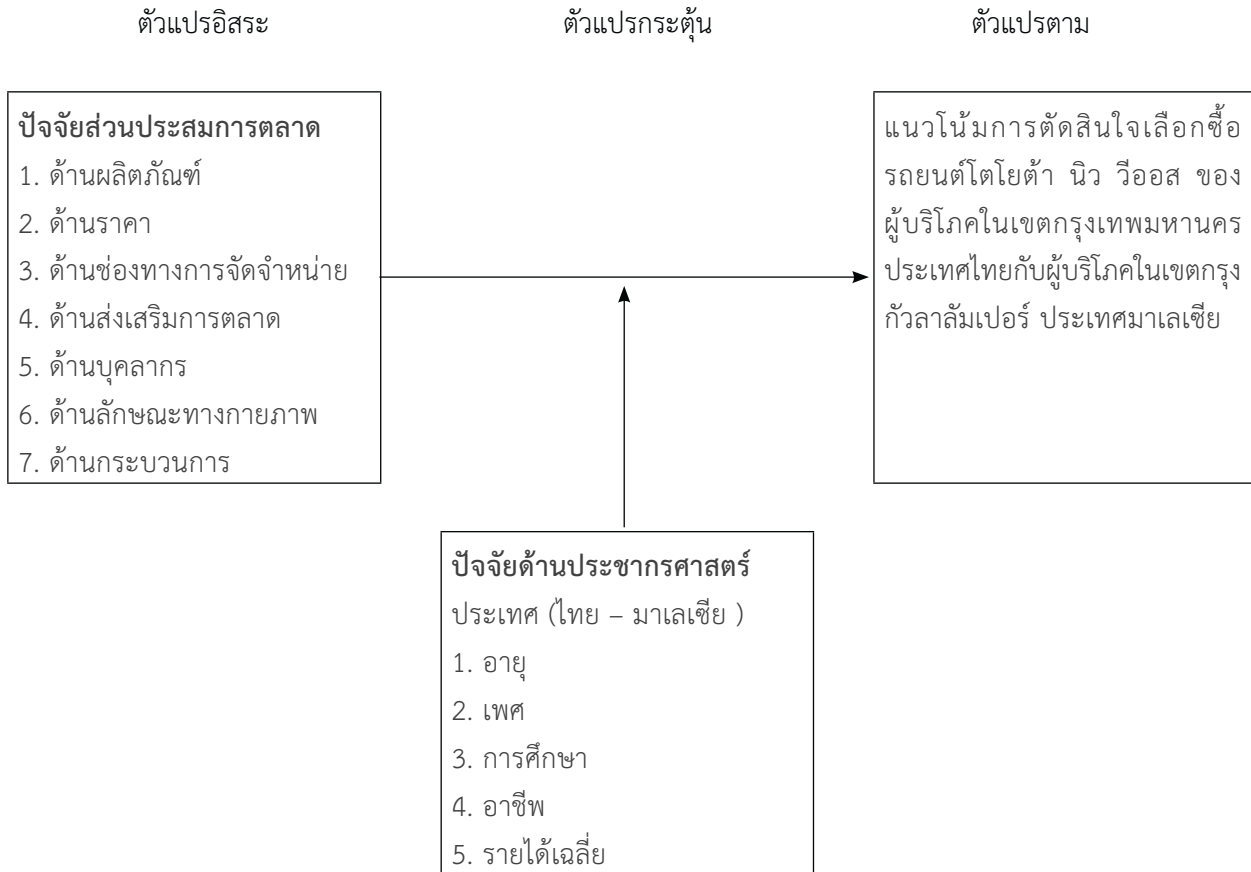 ตัวแปรอิสระ
ตัวแปรกระตุ้น
ตัวแปรตาม
ปัจจัยส่วนประสมการตลาด
1. ด้านผลิตภัณฑ์
2. ด้านราคา
3. ด้านช่องทางการจัดจำหน่าย
4. ด้านส่งเสริมการตลาด
5. ด้านบุคลากร
6. ด้านลักษณะทางกายภาพ
7. ด้านกระบวนการ
แนวโน้มการตัดสินใจเลือกซื้อ
รถยนต์โตโยต้า นิว วีออส ของ
ผู้บริโภคในเขตกรุงเทพมหานคร
ประเทศไทยกับผู้บริโภคในเขตกรุง
กัวลาลัมเปอร์ ประเทศมาเลเซีย
ปัจจัยด้านประชากรศาสตร์
ประเทศ (ไทย – มาเลเซีย )
1. อายุ
2. เพศ
3. การศึกษา
4. อาชีพ
5. รายได้เฉลี่ย